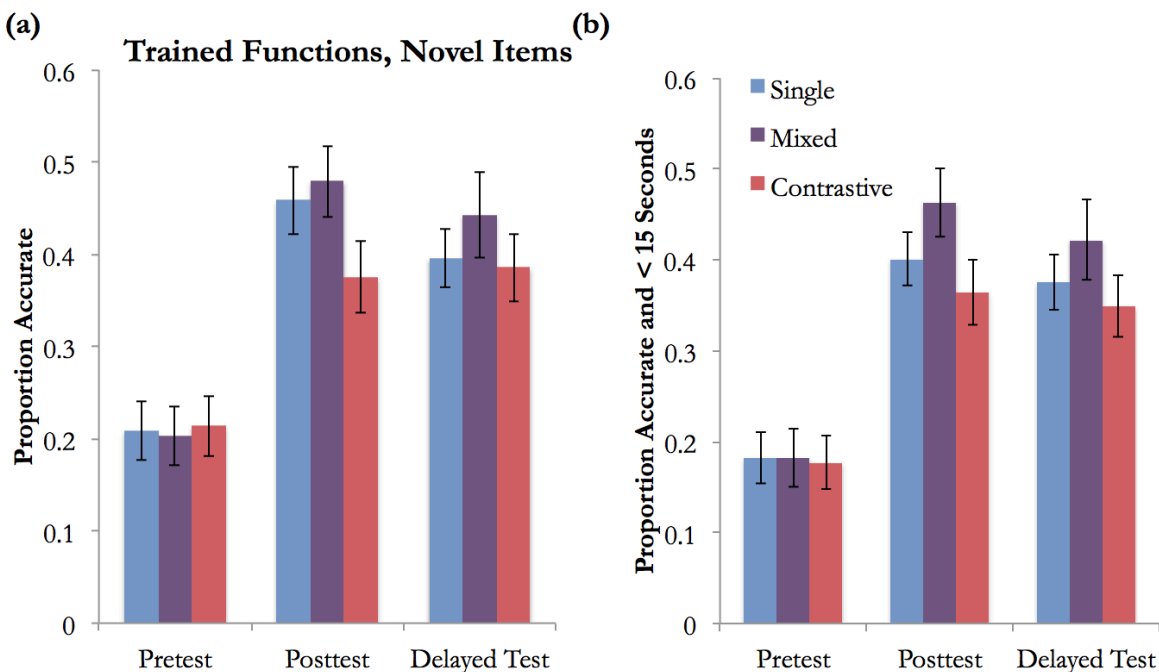 (a)
Trained Functions, Novel Items
Proportion Accurate
0.6
0.5
0.4
0.3
0.2
0.1
0
Pretest
Posttest
Delayed Test
(b)
Proportion Accurate and < 15 Seconds
0.6
0.5
0.4
0.3
0.2
0.1
0
Single
Mixed
Contrastive
Pretest
Posttest
Delayed Test